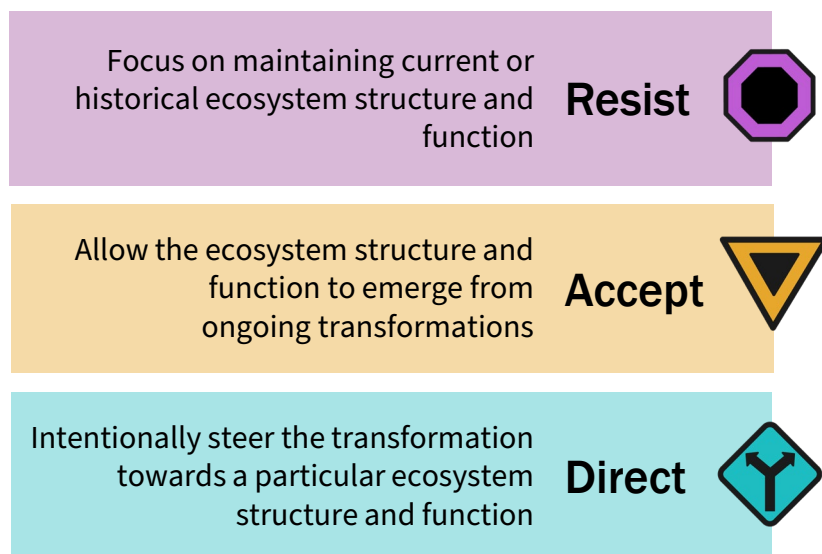 Focus on maintaining current or
historical ecosystem structure and
function
Resist
Allow the ecosystem structure and
function to emerge from
ongoing transformations
Accept
Intentionally steer the transformation
towards a particular ecosystem
structure and function
Direct